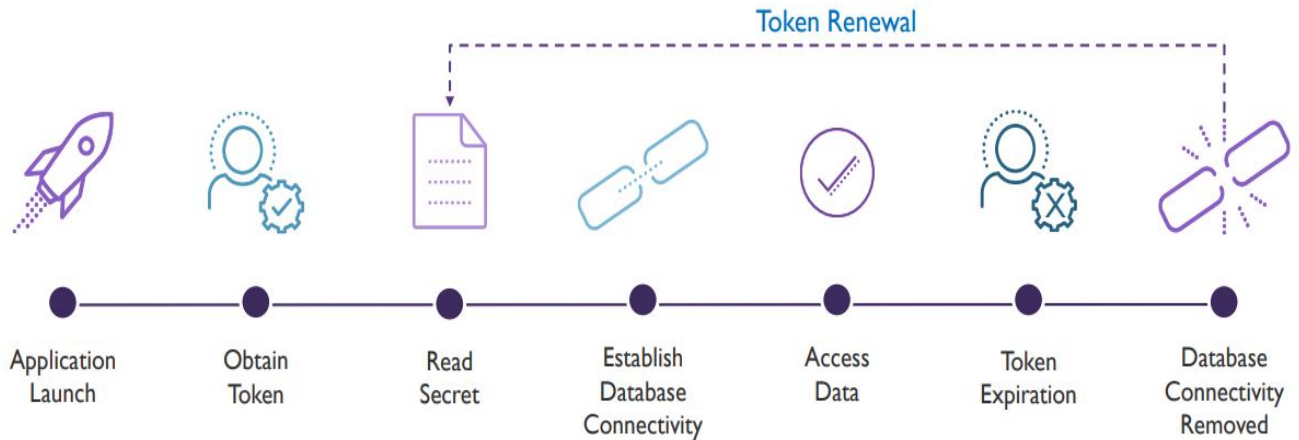 Token Renewal
Application
Launch
Obtain
Token
Read
Secret
Establish
Database
Connectivity
Access
Data
Token
Expiration
Database
Connectivity
Removed